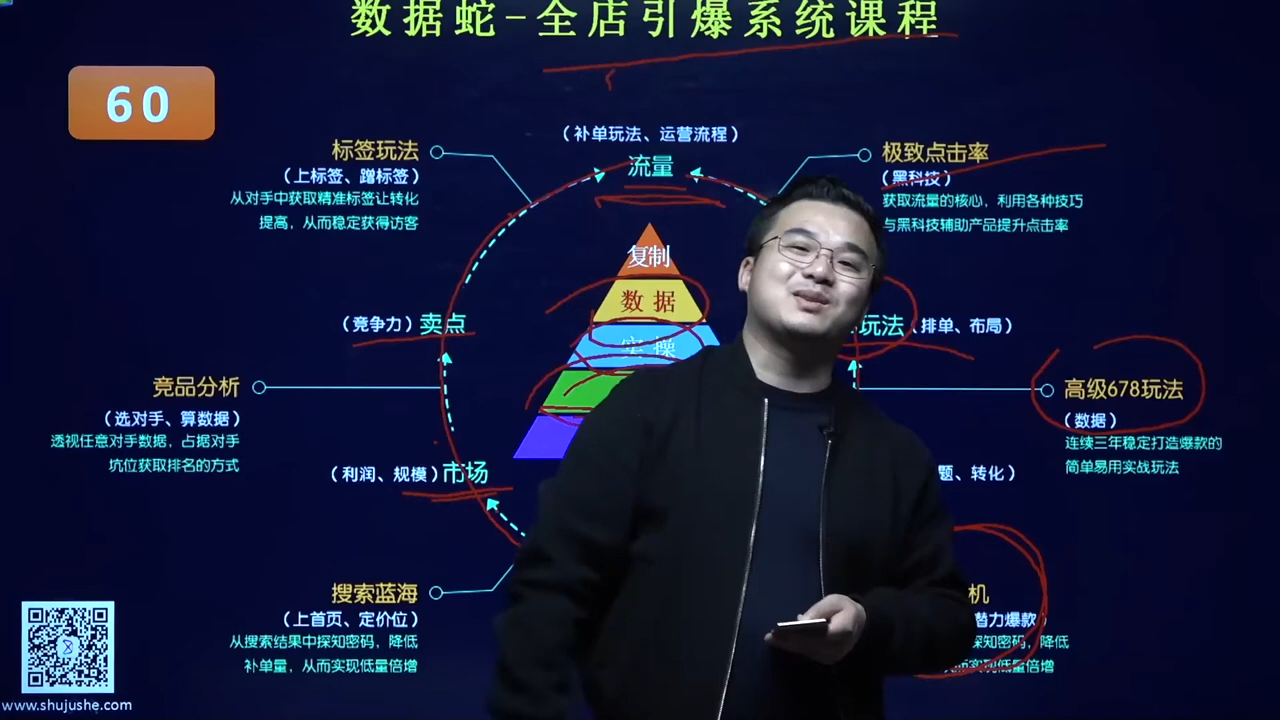 数据蛇-全店引爆系统课程
60
(补单玩法、运营流程)
流量
标签玩法
(上标签、蹭标签)
从对手中获取精准标签让转化
提高，从而稳定获得访客
极致点击率
(黑科技)
获取流量的核心，利用各种技巧
与黑科技辅助产品提升点击率
复制
数据
实操
(竞争力)卖点
玩法(排单、布局)
竞品分析
(选对手、算数据)
透视任意对手数据，占据对手
坑位获取排名的方式
高级678玩法
(数据)
连续三年稳定打造爆款的
简单易用实战玩法
(利润、规模)市场
题、转化)
搜索蓝海
(上首页、定价位)
从搜索结果中探知密码，降低
补单量，从而实现低量倍增
机
潜力爆款)
探知密码，降低
而实现低量倍增
www.shujushe.com